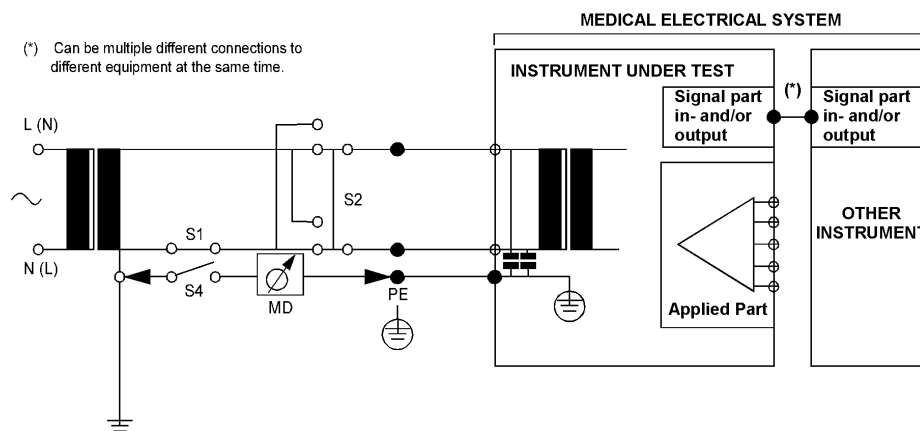 MEDICAL ELECTRICAL SYSTEM
(*) Can be multiple different connections to
different equipment at the same time.
INSTRUMENT UNDER TEST
Signal part
in- and/or
output
(*)
Signal part
in- and/or
output
L (N)
S2
S1
OTHER
INSTRUMENT
N (L)
S4
MD
PE
Applied Part